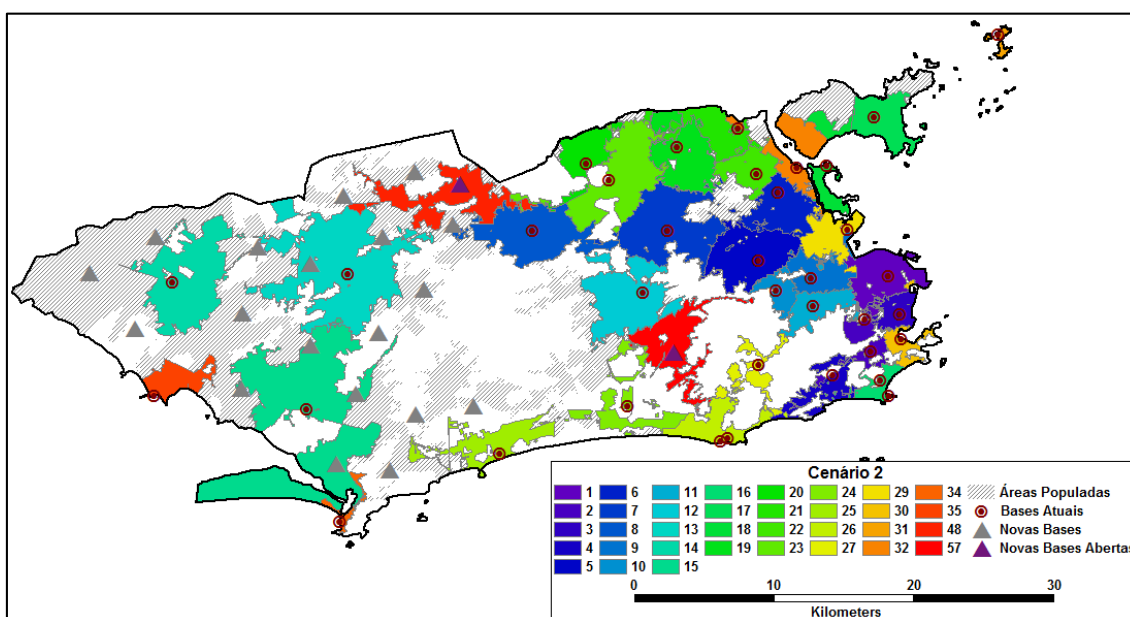 Cenário 2
1 6 11 16 20 24 29 34 Áreas Populadas
2 7 12 17 21 25 30 35 Bases Atuais
3 8 13 18 22 26 31 48 Novas Bases
4 9 14 19 23 27 32 57 Novas Bases Abertas
5 10 15
0 10 20 30
Kilometers